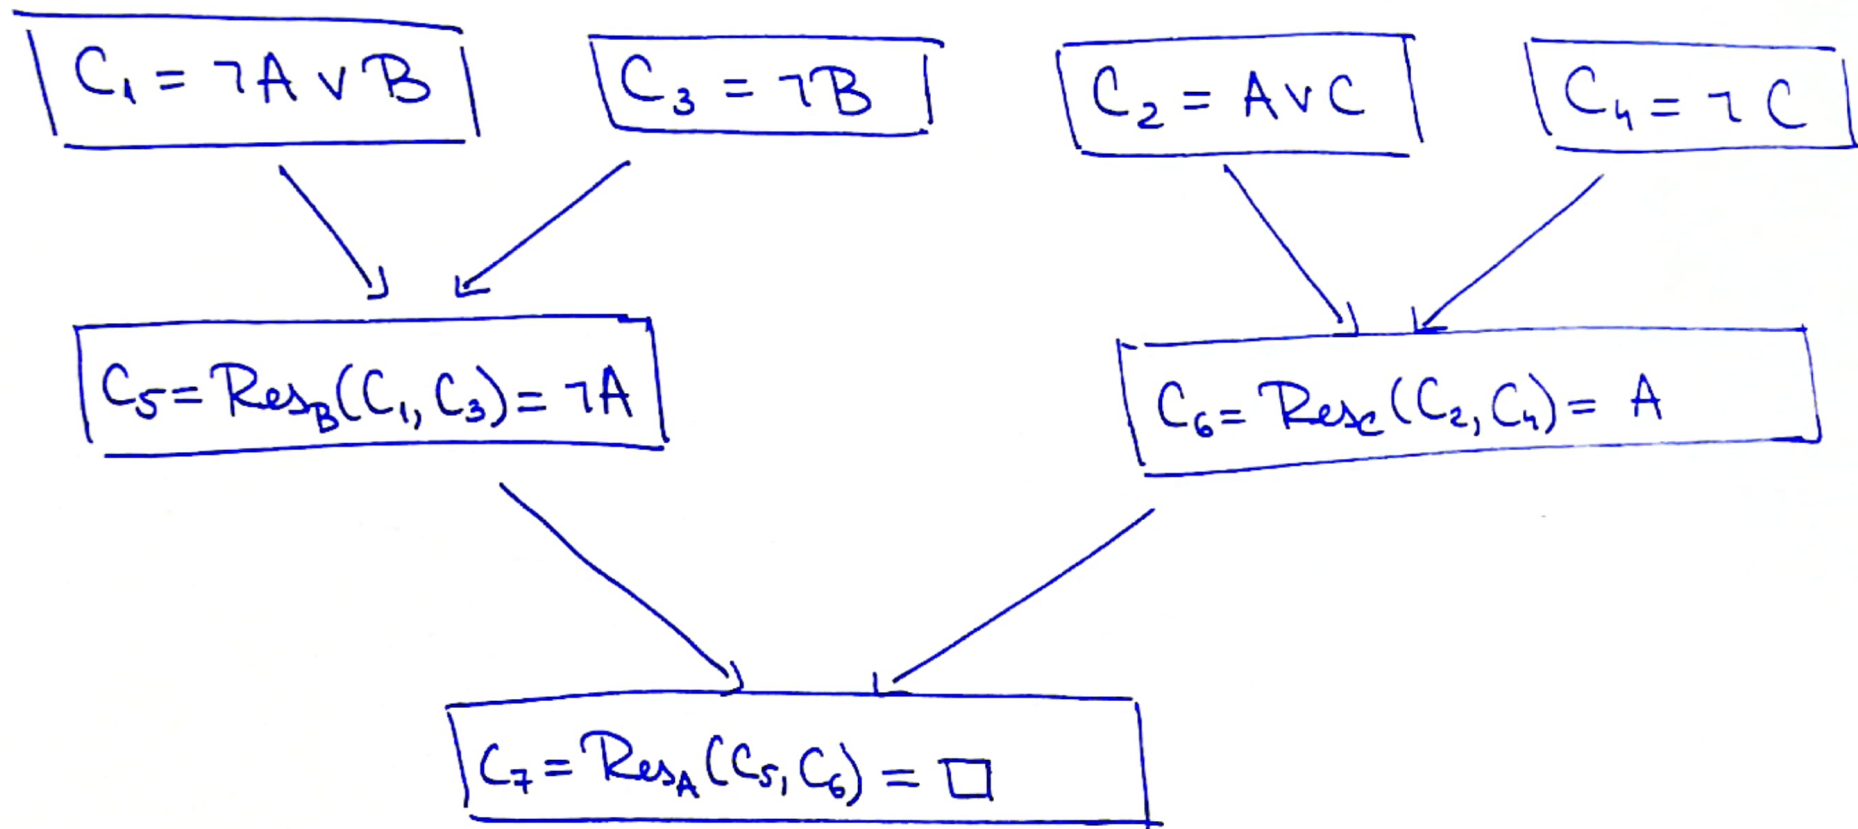 C₁ = ¬A ∨ B
C₃ = ¬B
C₂ = A ∨ C
C₄ = ¬C
C₅ = Res_B(C₁, C₃) = ¬A
C₆ = Res_C(C₂, C₄) = A
C₇ = Res_A(C₅, C₆) = □